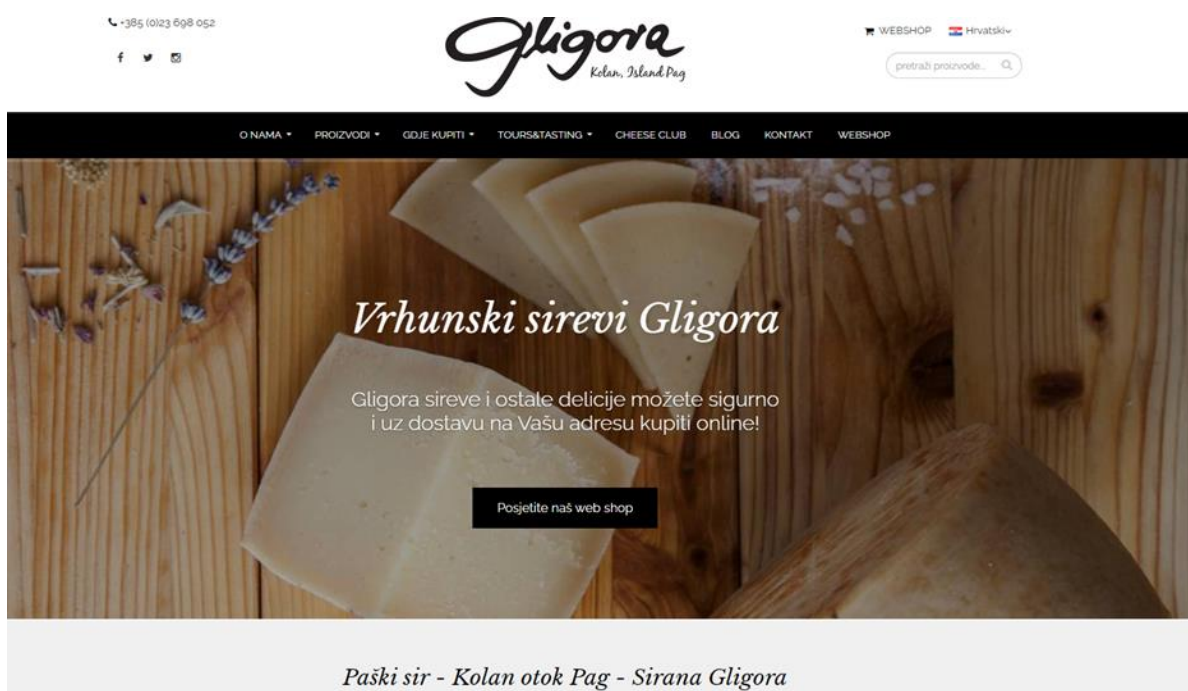 +385 (0)23 698 052
Gligora
Kolan, Island Pag
WEBSHOP
Hrvatski
pretraži proizvode...
O NAMA
PROIZVODI
GDJE KUPITI
TOURS&TASTING
CHEESE CLUB
BLOG
KONTAKT
WEBSHOP
Vrhunski sirevi Gligora
Gligora sireve i ostale delicije možete sigurno
i uz dostavu na Vašu adresu kupiti online!
Posjetite naš web shop
Paški sir - Kolan otok Pag - Sirana Gligora